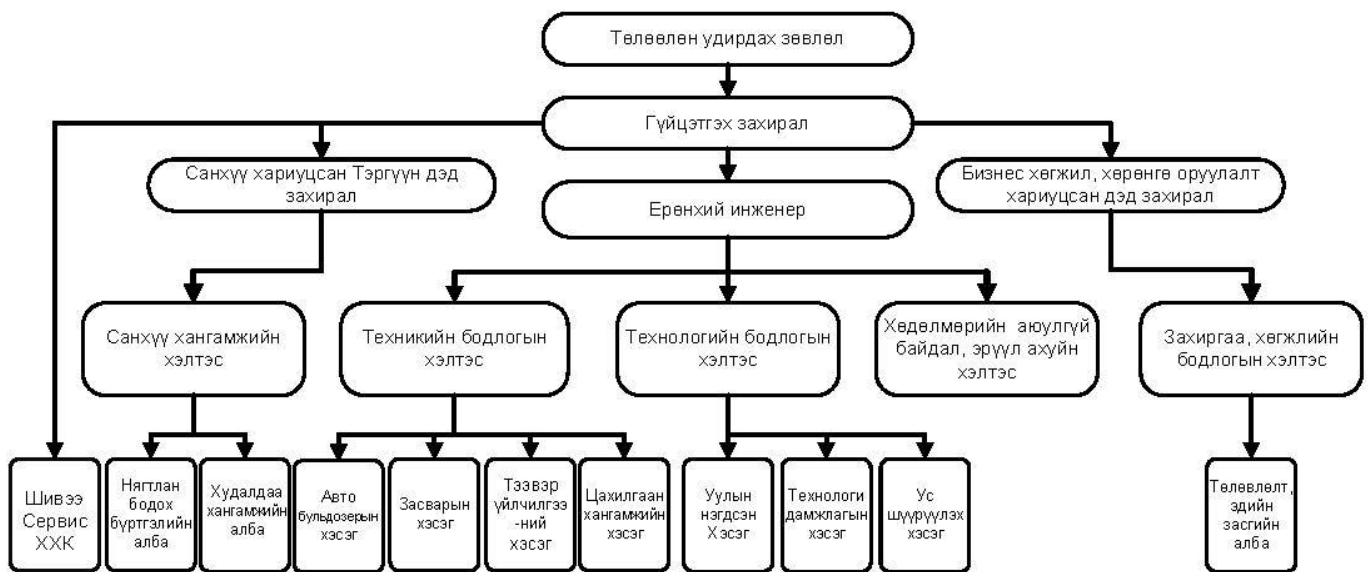 Төлөөлөн удирдах зөвлөл
Гүйцэтгэх захирал
Санхүү хариуцсан Тэргүүн дэд
захирал
Бизнес хөгжил, хөрөнгө оруулалт
хариуцсан дэд захирал
Ерөнхий инженер
Санхүү хангамжийн
хэлтэс
Техникийн бодлогын
хэлтэс
Технологийн бодлогын
хэлтэс
Хөдөлмөрийн аюулгүй
байдал, эрүүл ахуйн
хэлтэс
Захиргаа, хөгжлийн
бодлогын хэлтэс
Шивээ
Сервис
ХХК
Нягтлан
бодох
бүртгэлийн
алба
Худалдаа
хангамжийн
алба
Авто
бульдозерын
хэсэг
Засварын
хэсэг
Тээвэр
үйлчилгээ
-ний
хэсэг
Цахилгаан
хангамжийн
хэсэг
Уулын
нэгдсэн
Хэсэг
Технологи
дамжлагын
хэсэг
Ус
шүүрүүлэх
хэсэг
Төлөвлөлт,
эдийн
засгийн
алба